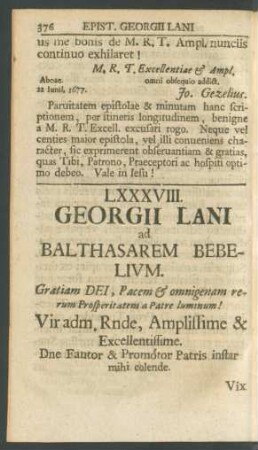 376 EPIST. GEORGII LANI
us me bonis de M. R. T. Ampl. nunciis
continuo exhilaret!
M. R. T. Excellentiae & Ampl.
Aboae omni obsequio addict.
22 Iunii. 1677. Jo. Gezelius.
Paruitatem epistolae & minutam hanc scri-
ptionem, por itineris longitudinem, benigne
a M. R. T. Excell. excusari rogo. Neque vel
centies maior epistola, vel illi conueniens cha-
racter, sic exprimerent obseruantiam & gratias,
quas Tibi, Patrono, Praeceptori ac hospiti opti-
mo debeo. Vale in Iesu!
LXXXVIII.
GEORGII LANI
ad
BALTHASAREM BEBE-
LIVM.
Gratiam DEI, Pacem & omnigenam re-
rum Prosperitatem a Patre luminum!
Vir adm, Rnde, Amplissime &
Excellentissime.
Dne Fautor & Promotor Patris instar
mihi colende.
Vix